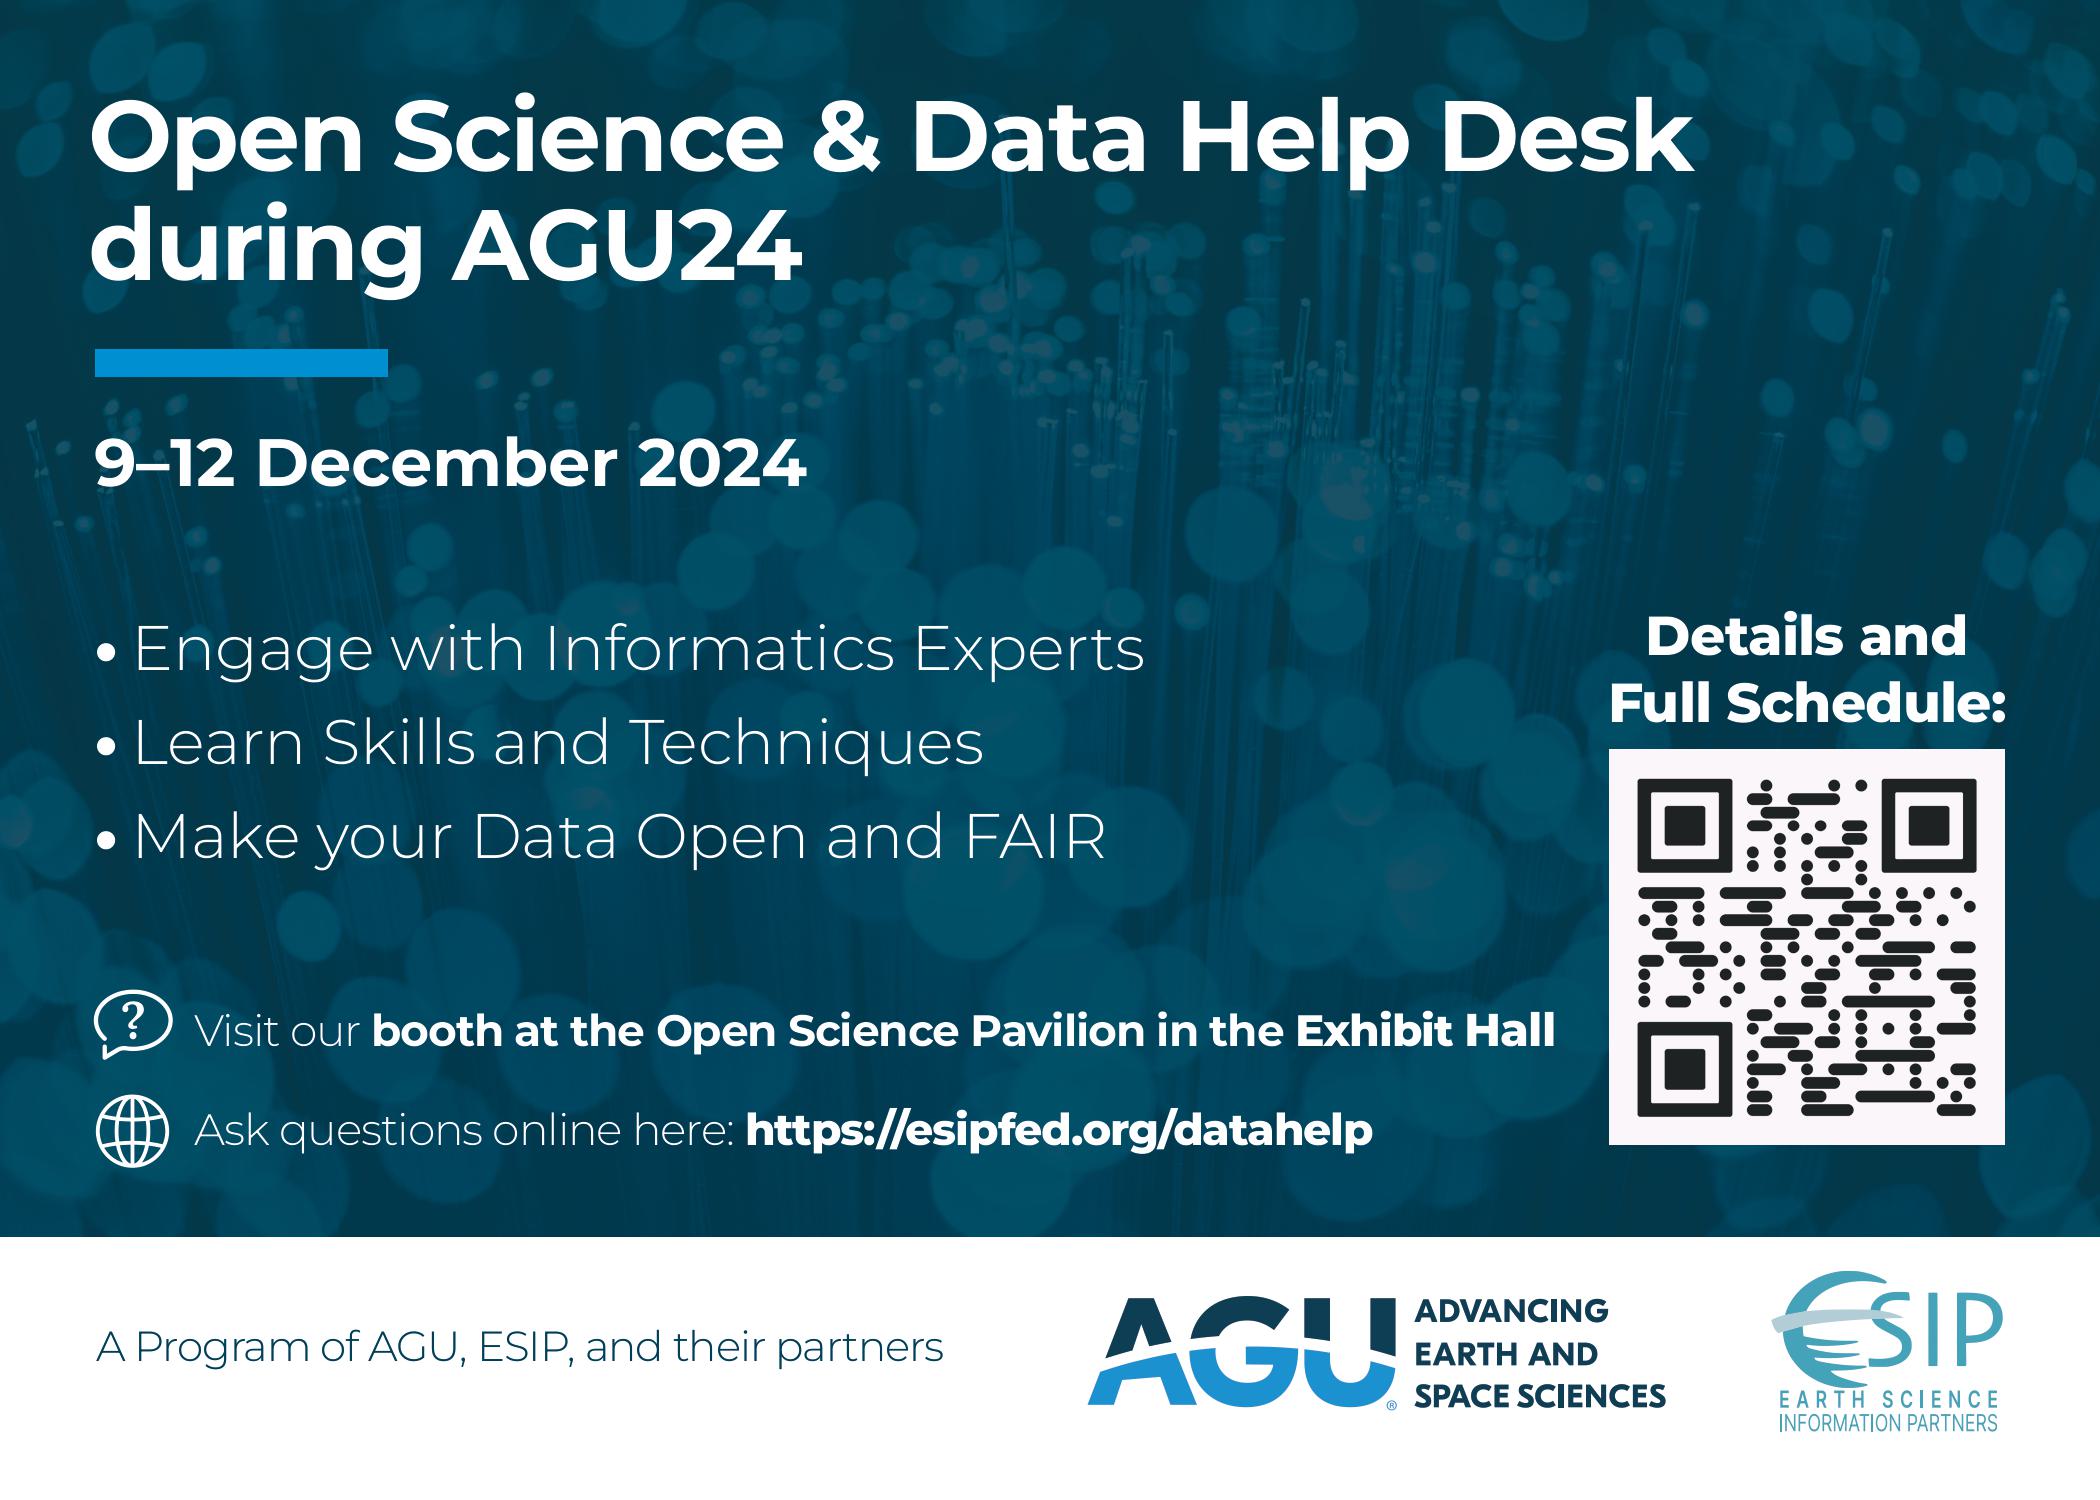 Open Science & Data Help Desk
during AGU24
9–12 December 2024
• Engage with Informatics Experts
• Learn Skills and Techniques
• Make your Data Open and FAIR
Details and
Full Schedule:
?
Visit our booth at the Open Science Pavilion in the Exhibit Hall
Ask questions online here: https://esipfed.org/datahelp
A Program of AGU, ESIP, and their partners
AGU®
ADVANCING
EARTH AND
SPACE SCIENCES
ESIP
EARTH SCIENCE
INFORMATION PARTNERS